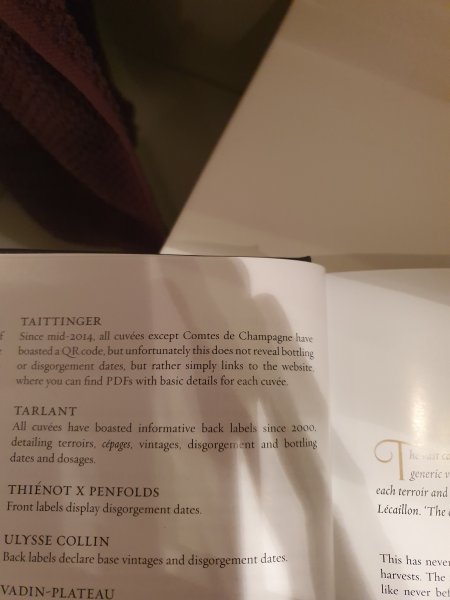 TAITTINGER
Since mid-2014, all cuvées except Comtes de Champagne have
boasted a QR code, but unfortunately this does not reveal bottling
or disgorgement dates, but rather simply links to the website,
where you can find PDFs with basic details for each cuvée.
TARLANT
All cuvées have boasted informative back labels since 2000,
detailing terroirs, cépages, vintages, disgorgement and bottling
dates and dosages.
THIÉNOT X PENFOLDS
Front labels display disgorgement dates.
ULYSSE COLLIN
Back labels declare base vintages and disgorgement dates.
VADIN-PLATEAU
The
generic
each terroir and
Lécaillon. 'The
This has never
harvests. The
like never